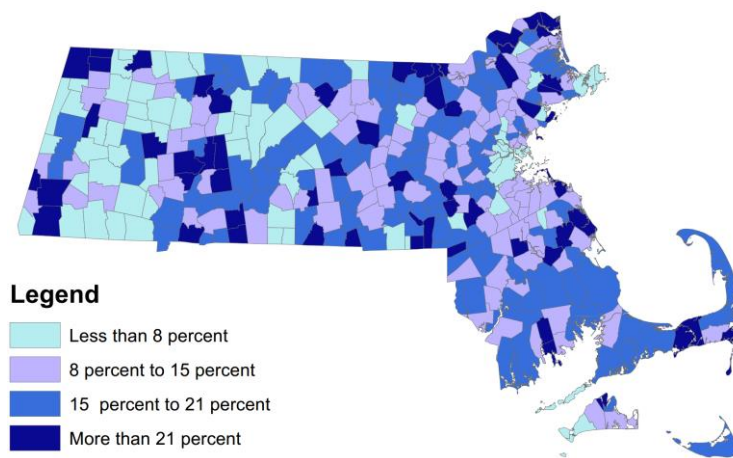 Legend
Less than 8 percent
8 percent to 15 percent
15 percent to 21 percent
More than 21 percent